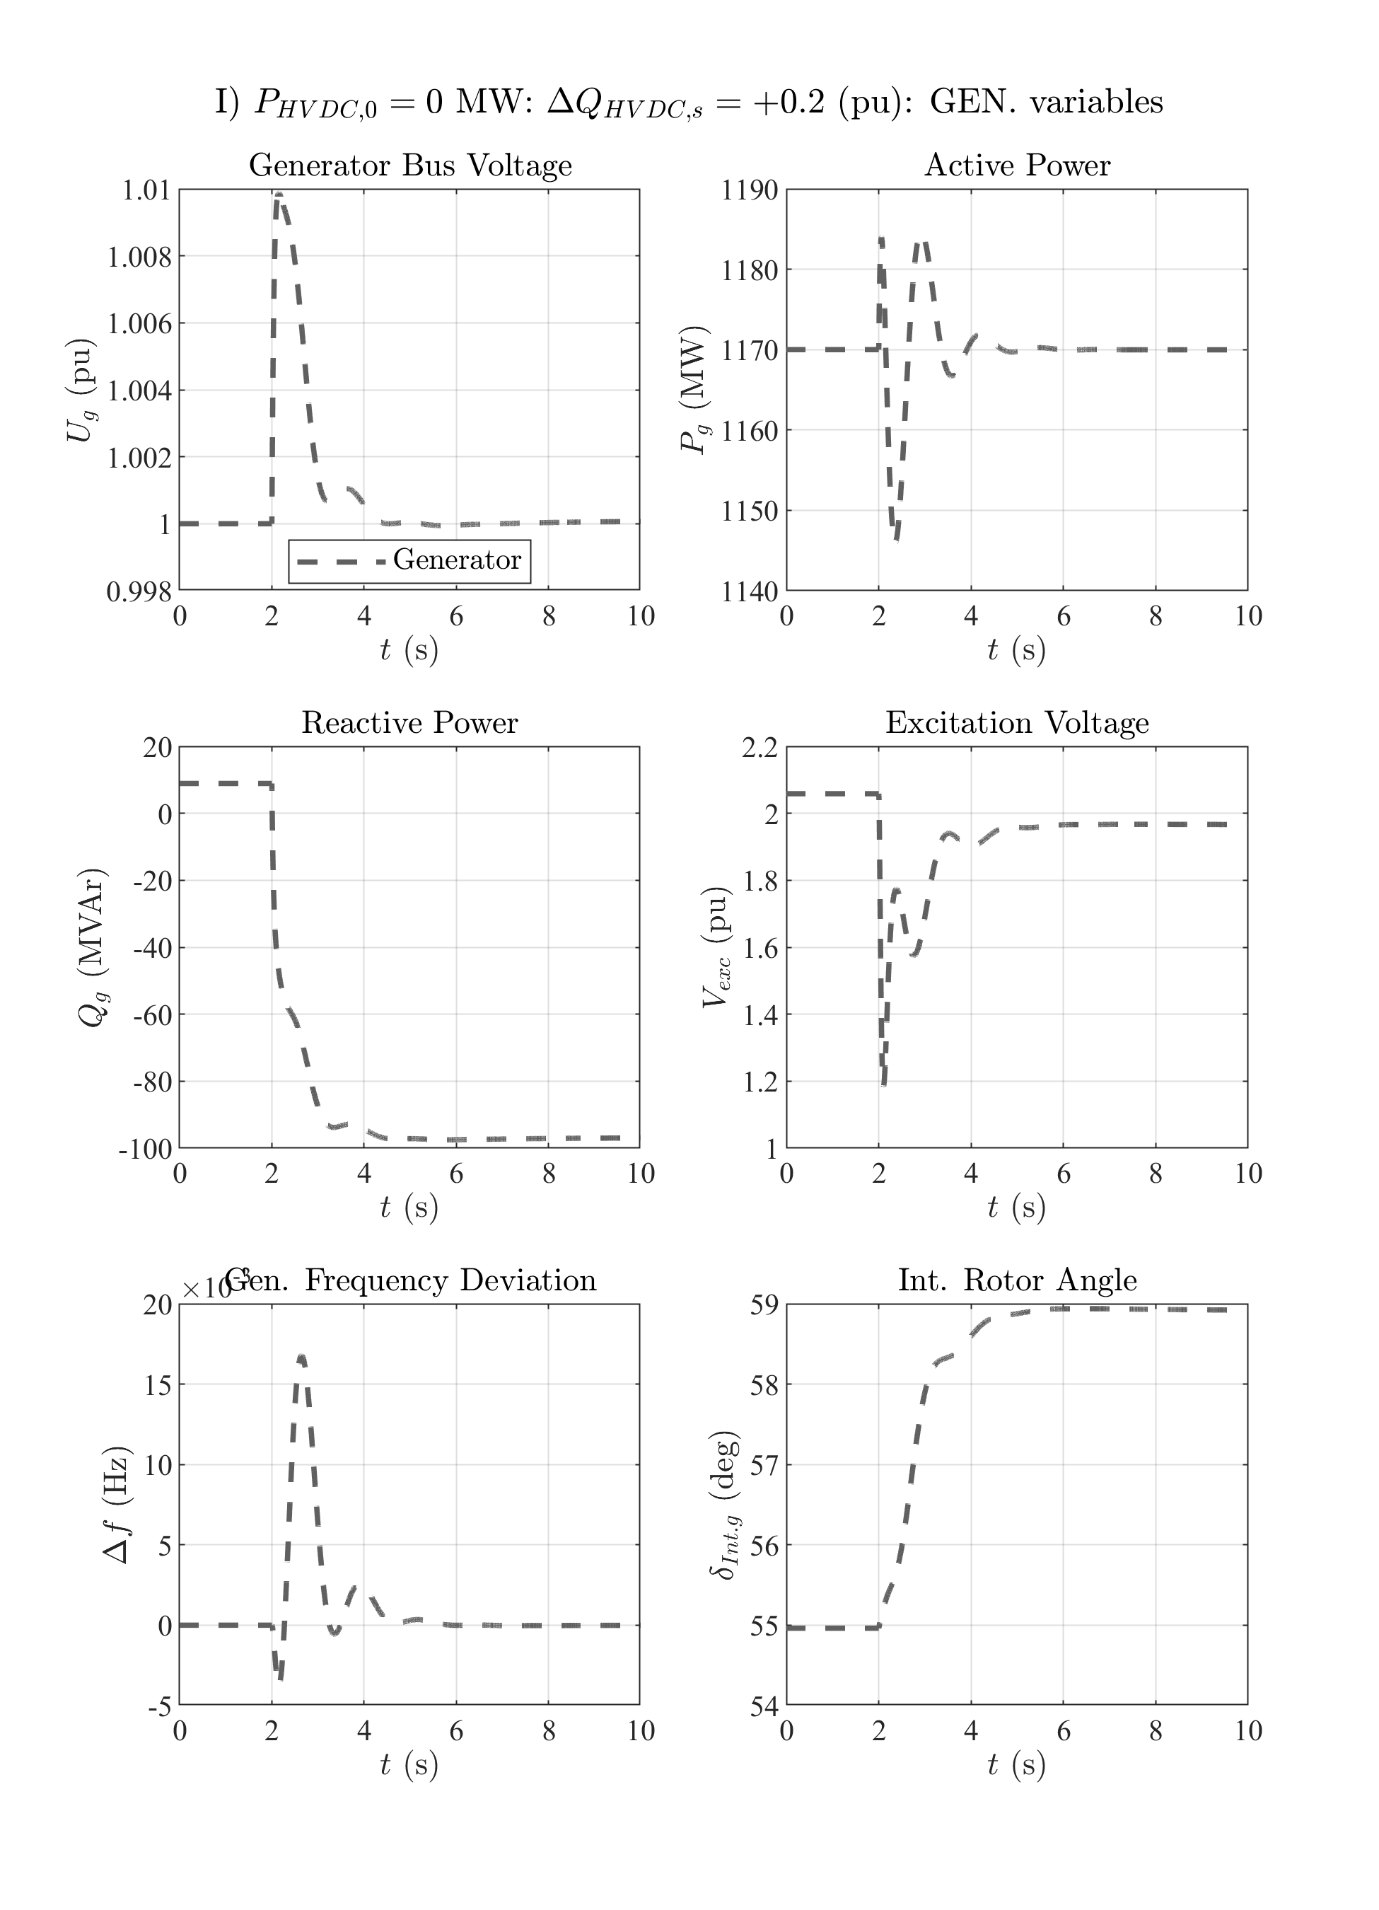 I) P_{HVDC,0} = 0 MW: ΔQ_{HVDC,s} = +0.2 (pu): GEN. variables
Generator Bus Voltage
1.01
1.008
1.006
1.004
1.002
1
0.998
U_g (pu)
Generator
0 2 4 6 8 10
t (s)
Active Power
1190
1180
1170
1160
1150
1140
P_g (MW)
0 2 4 6 8 10
t (s)
Reactive Power
20
0
-20
-40
-60
-80
-100
Q_g (MVAr)
0 2 4 6 8 10
t (s)
Excitation Voltage
2.2
2
1.8
1.6
1.4
1.2
1
V_{exc} (pu)
0 2 4 6 8 10
t (s)
×10^{-3}
Gen. Frequency Deviation
20
15
10
5
0
-5
Δf (Hz)
0 2 4 6 8 10
t (s)
Int. Rotor Angle
59
58
57
56
55
54
δ_{Int.g} (deg)
0 2 4 6 8 10
t (s)